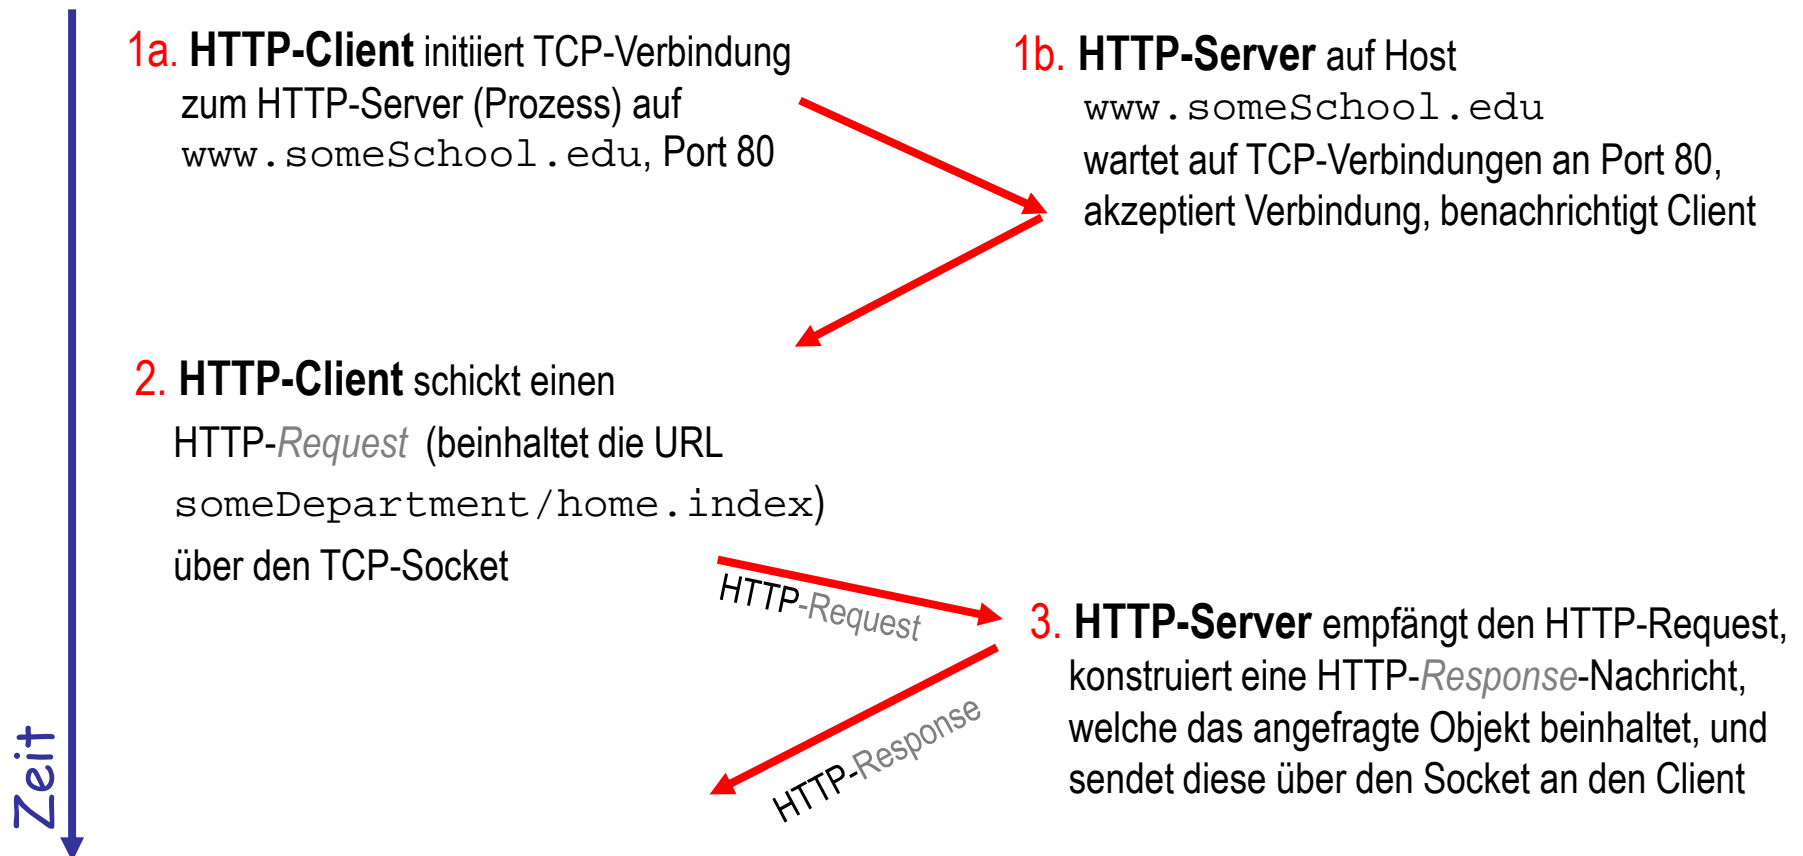 1a. HTTP-Client initiiert TCP-Verbindung
zum HTTP-Server (Prozess) auf
www.someSchool.edu, Port 80
1b. HTTP-Server auf Host
www.someSchool.edu
wartet auf TCP-Verbindungen an Port 80,
akzeptiert Verbindung, benachrichtigt Client
2. HTTP-Client schickt einen
HTTP-Request (beinhaltet die URL
someDepartment/home.index)
über den TCP-Socket
HTTP-Request
3. HTTP-Server empfängt den HTTP-Request,
konstruiert eine HTTP-Response-Nachricht,
welche das angefragte Objekt beinhaltet, und
sendet diese über den Socket an den Client
HTTP-Response
Zeit